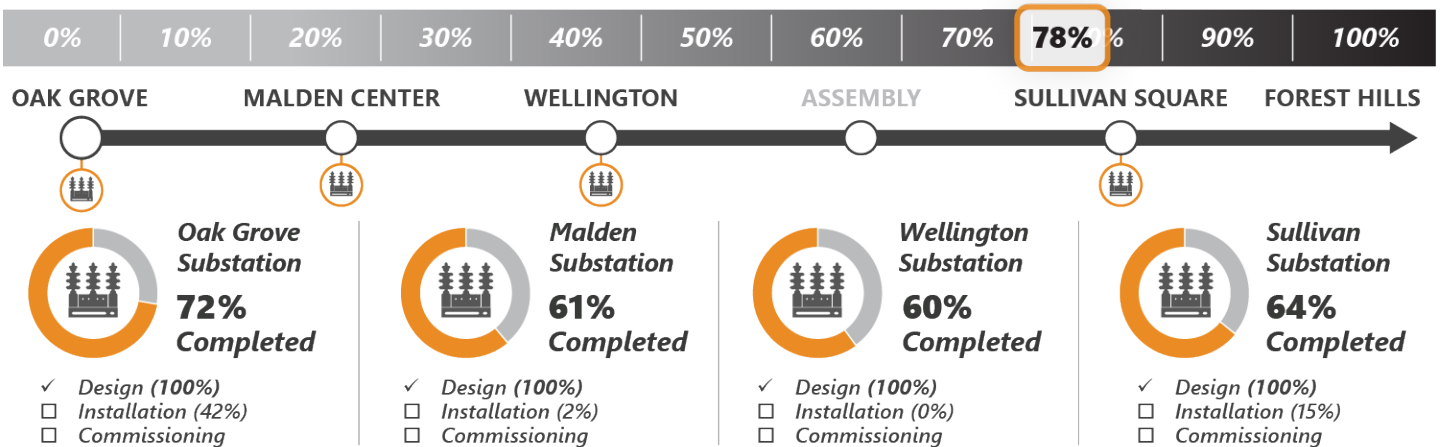 0% 10% 20% 30% 40% 50% 60% 70% 78% 90% 100%
OAK GROVE MALDEN CENTER WELLINGTON ASSEMBLY SULLIVAN SQUARE FOREST HILLS
Oak Grove
Substation
72%
Completed
✓ Design (100%)
☐ Installation (42%)
☐ Commissioning
Malden
Substation
61%
Completed
✓ Design (100%)
☐ Installation (2%)
☐ Commissioning
Wellington
Substation
60%
Completed
✓ Design (100%)
☐ Installation (0%)
☐ Commissioning
Sullivan
Substation
64%
Completed
✓ Design (100%)
☐ Installation (15%)
☐ Commissioning